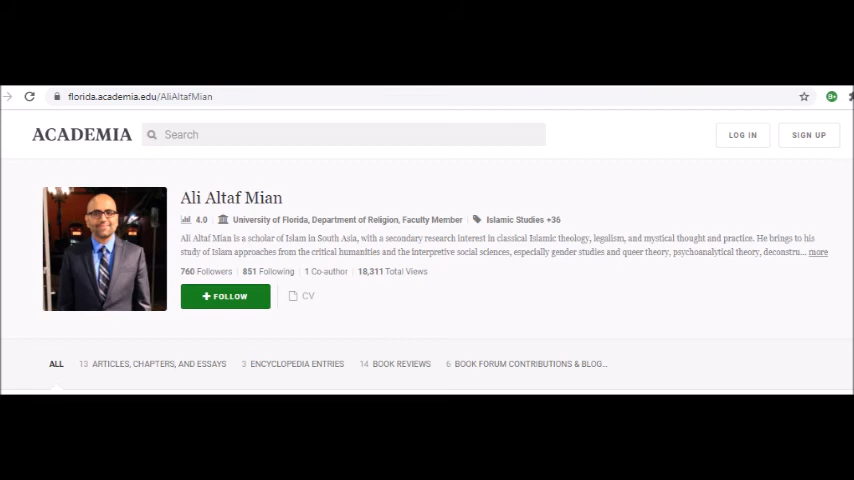 florida.academia.edu/AliAltafMian
ACADEMIA Search LOG IN SIGN UP
Ali Altaf Mian
4.0 University of Florida, Department of Religion, Faculty Member Islamic Studies +36
Ali Altaf Mian is a scholar of Islam in South Asia, with a secondary research interest in classical Islamic theology, legalism, and mystical thought and practice. He brings to his
study of Islam approaches from the critical humanities and the interpretive social sciences, especially gender studies and queer theory, psychoanalytical theory, deconstru... more
760 Followers | 851 Following | 1 Co-author | 18,311 Total Views
+ FOLLOW CV
ALL 13 ARTICLES, CHAPTERS, AND ESSAYS 3 ENCYCLOPEDIA ENTRIES 14 BOOK REVIEWS 6 BOOK FORUM CONTRIBUTIONS & BLOG...